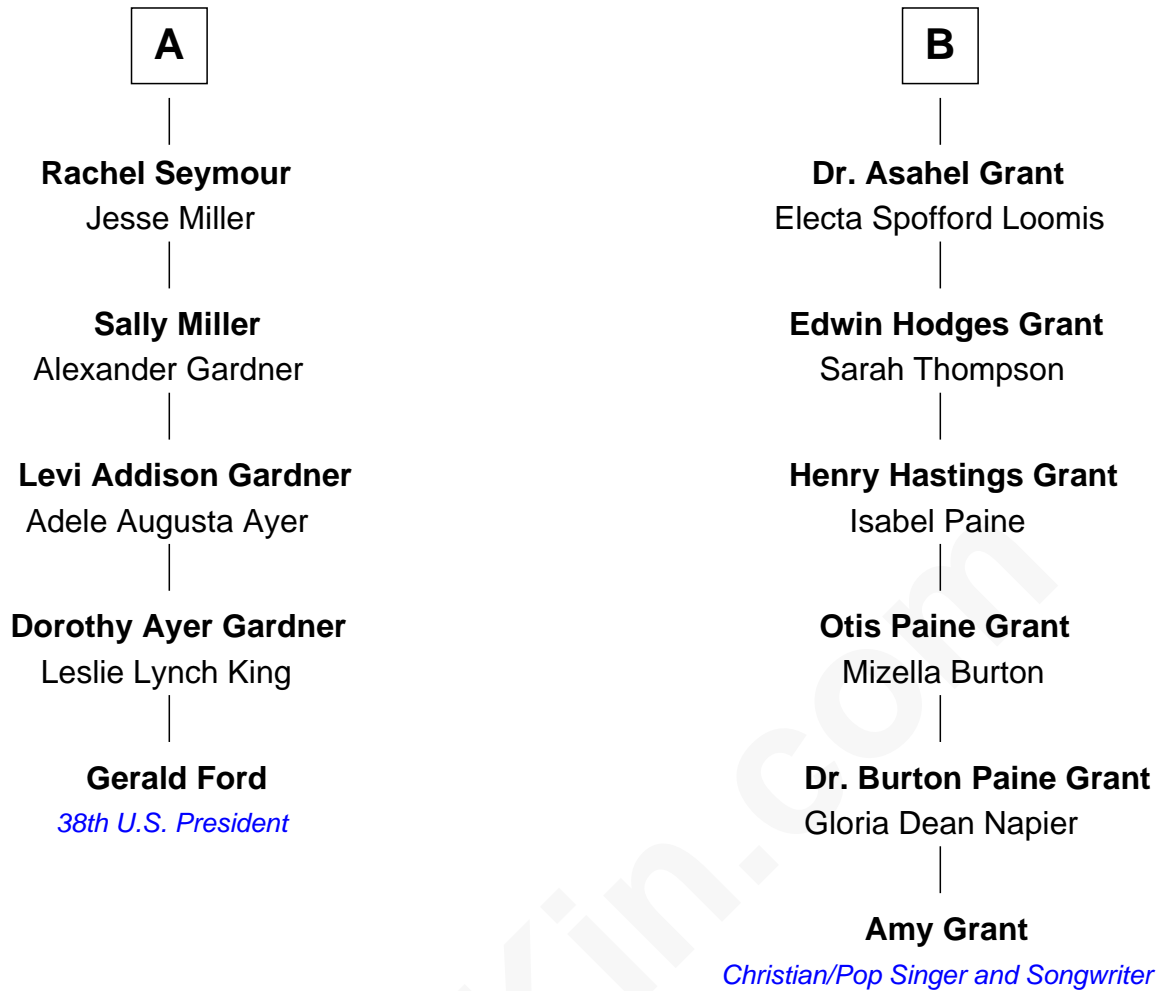 A
Rachel Seymour
Jesse Miller
Sally Miller
Alexander Gardner
Levi Addison Gardner
Adele Augusta Ayer
Dorothy Ayer Gardner
Leslie Lynch King
Gerald Ford
38th U.S. President
B
Dr. Asahel Grant
Electa Spofford Loomis
Edwin Hodges Grant
Sarah Thompson
Henry Hastings Grant
Isabel Paine
Otis Paine Grant
Mizella Burton
Dr. Burton Paine Grant
Gloria Dean Napier
Amy Grant
Christian/Pop Singer and Songwriter
Kin.com